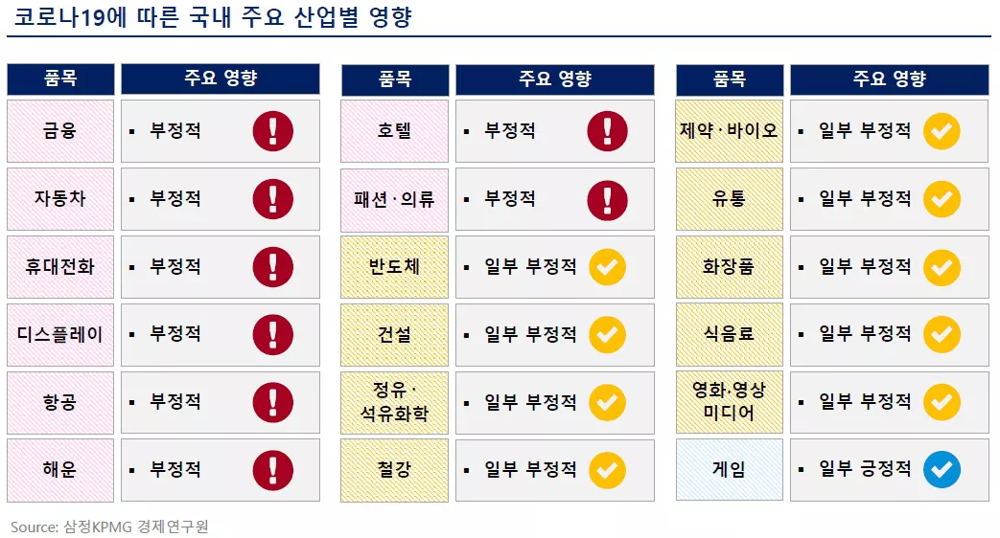 코로나19에 따른 국내 주요 산업별 영향
품목 주요 영향
금융 ▪ 부정적
자동차 ▪ 부정적
휴대전화 ▪ 부정적
디스플레이 ▪ 부정적
항공 ▪ 부정적
해운 ▪ 부정적
품목 주요 영향
호텔 ▪ 부정적
패션·의류 ▪ 부정적
반도체 ▪ 일부 부정적
건설 ▪ 일부 부정적
정유·
석유화학 ▪ 일부 부정적
철강 ▪ 일부 부정적
품목 주요 영향
제약·바이오 ▪ 일부 부정적
유통 ▪ 일부 부정적
화장품 ▪ 일부 부정적
식음료 ▪ 일부 부정적
영화·영상
미디어 ▪ 일부 부정적
게임 ▪ 일부 긍정적
Source: 삼정KPMG 경제연구원